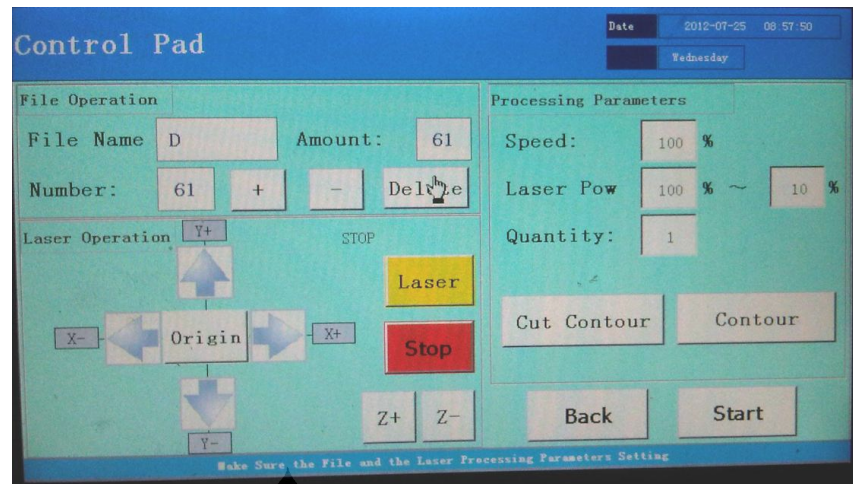 Control Pad
Date 2012-07-25 08:57:50
Wednesday
File Operation
File Name D Amount: 61
Number: 61 + - Delete
Laser Operation
Y+
STOP
Laser
X- Origin X+
Stop
Z+ Z-
Y-
Processing Parameters
Speed: 100 %
Laser Pow 100 % ~ 10 %
Quantity: 1
Cut Contour Contour
Back Start
Make Sure the File and the Laser Processing Parameters Setting